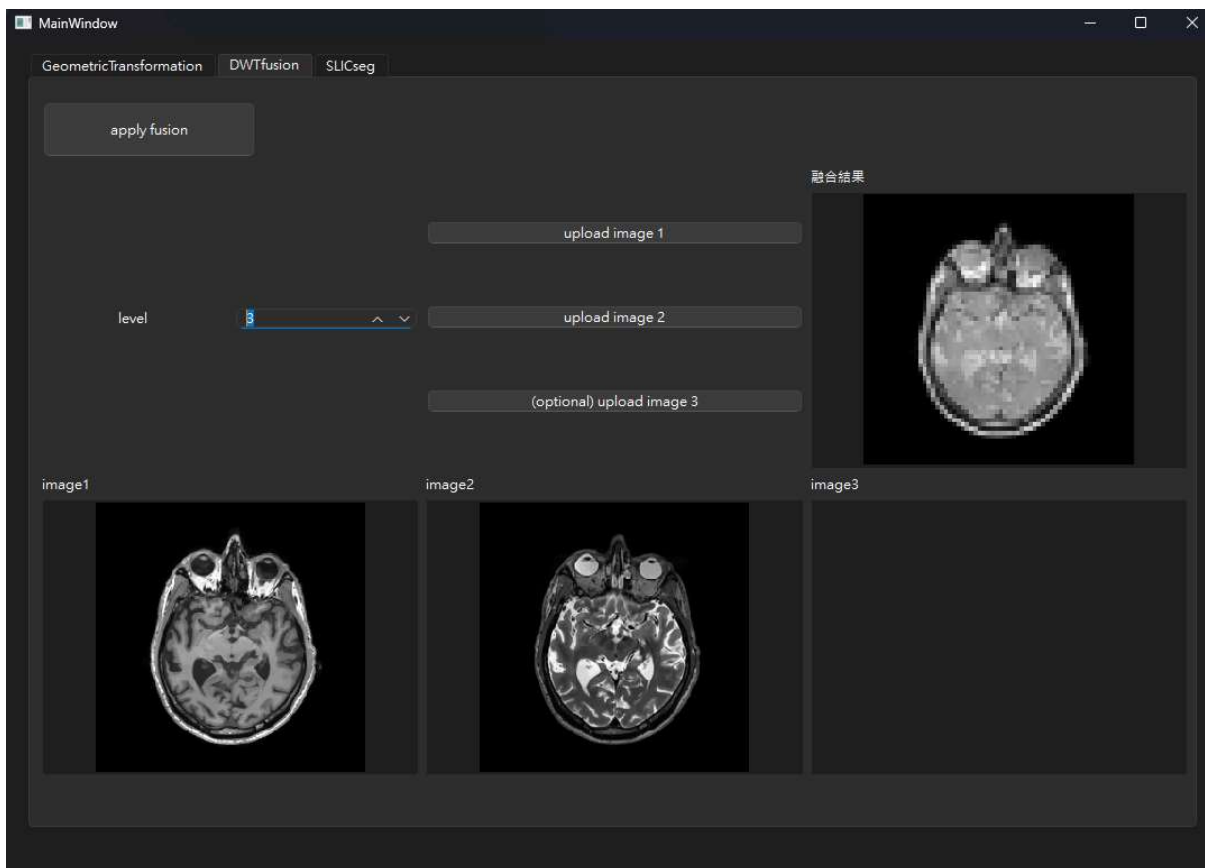 MainWindow
GeometricTransformation DWTfusion SLICseg
apply fusion
融合結果
upload image 1
level 3 upload image 2
(optional) upload image 3
image1 image2 image3